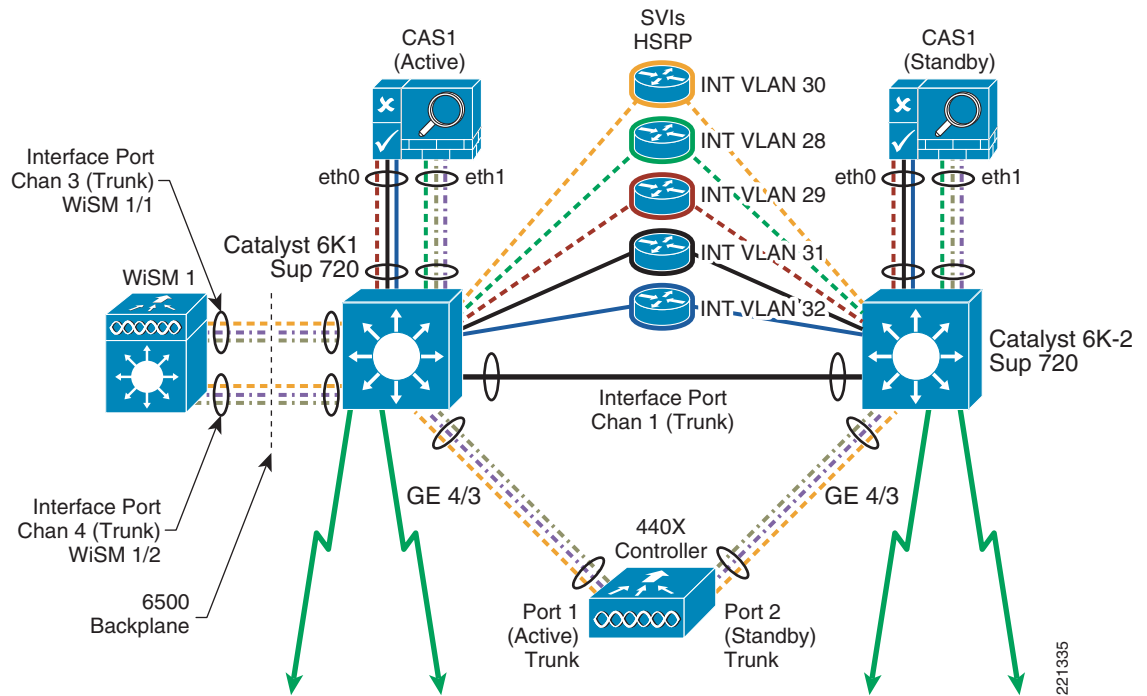 SVIs
HSRP
CAS1
(Active)
CAS1
(Standby)
INT VLAN 30
INT VLAN 28
INT VLAN 29
INT VLAN 31
INT VLAN 32
eth0
eth1
eth0
eth1
Interface Port
Chan 3 (Trunk)
WiSM 1/1
Catalyst 6K1
Sup 720
WiSM 1
Catalyst 6K-2
Sup 720
Interface Port
Chan 1 (Trunk)
GE 4/3
GE 4/3
Interface Port
Chan 4 (Trunk)
WiSM 1/2
440X
Controller
6500
Backplane
Port 1
(Active)
Trunk
Port 2
(Standby)
Trunk
221335